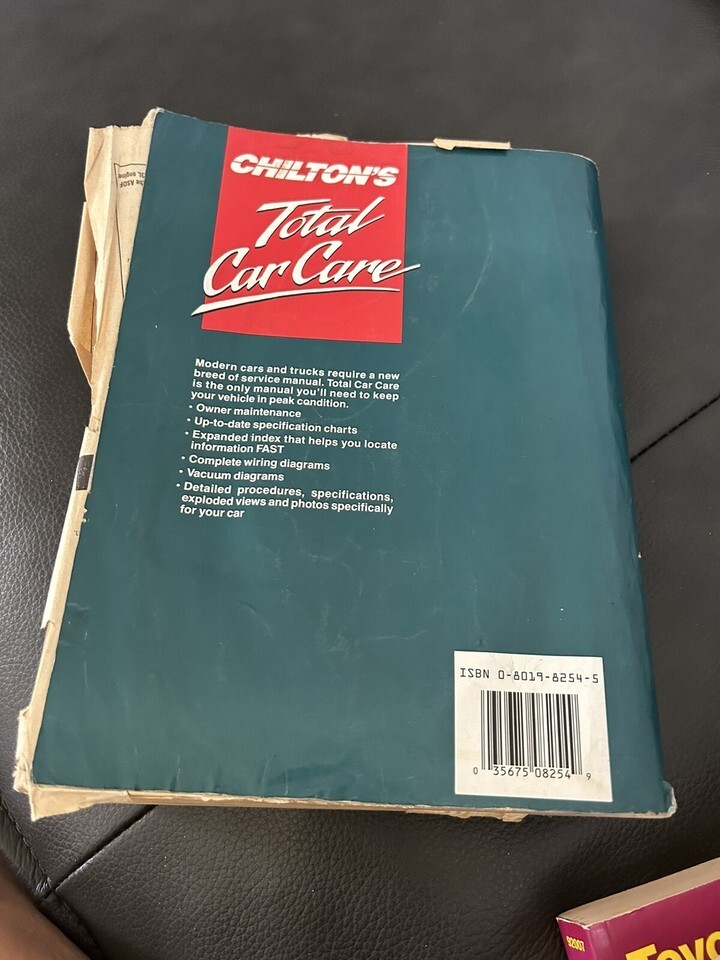 CHILTON'S
Total
Car Care
Modern cars and trucks require a new
breed of service manual. Total Car Care
is the only manual you'll need to keep
your vehicle in peak condition.
• Owner maintenance
• Up-to-date specification charts
• Expanded index that helps you locate
information FAST
• Complete wiring diagrams
• Vacuum diagrams
• Detailed procedures, specifications,
exploded views and photos specifically
for your car
ISBN 0-8019-8254-5
0 35675 08254 9
92007